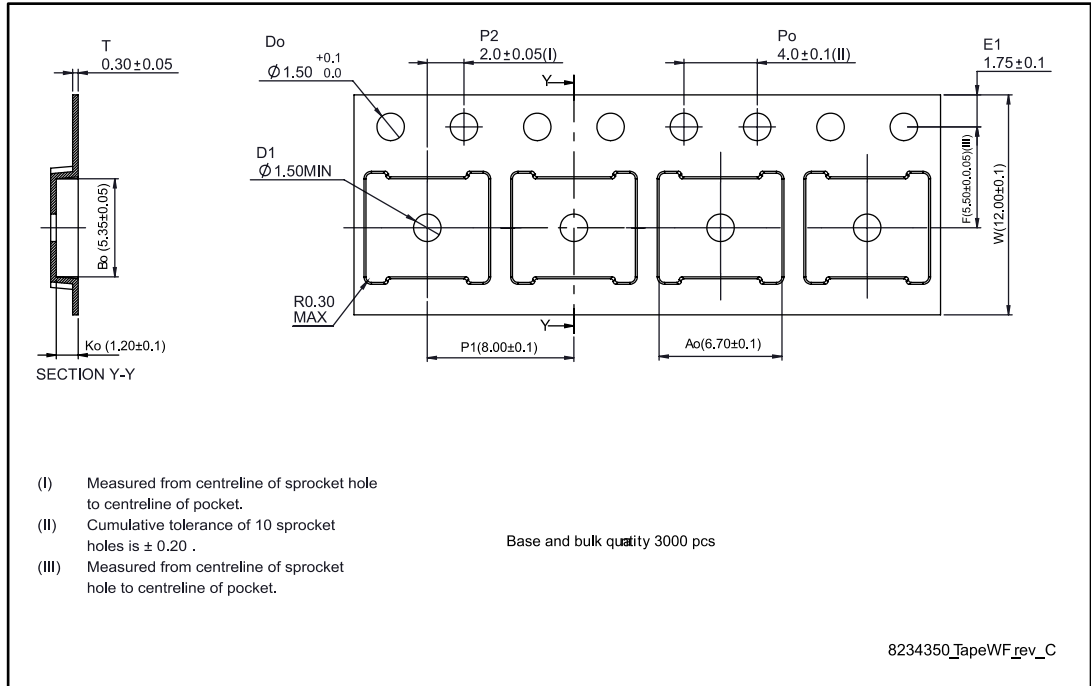 T
0.30±0.05
Do
Ø1.50 +0.1 0.0
P2
2.0±0.05(I)
Po
4.0±0.1(II)
E1
1.75±0.1
Y
D1
Ø1.50MIN
Bo (5.35±0.05)
F(5.50±0.0.05)(III)
W(12.00±0.1)
R0.30
MAX
Y
Ko (1.20±0.1)
P1(8.00±0.1)
Ao(6.70±0.1)
SECTION Y-Y
(I) Measured from centreline of sprocket hole
to centreline of pocket.
(II) Cumulative tolerance of 10 sprocket
holes is ± 0.20 .
(III) Measured from centreline of sprocket
hole to centreline of pocket.
Base and bulk quatity 3000 pcs
8234350_TapeWF_rev_C